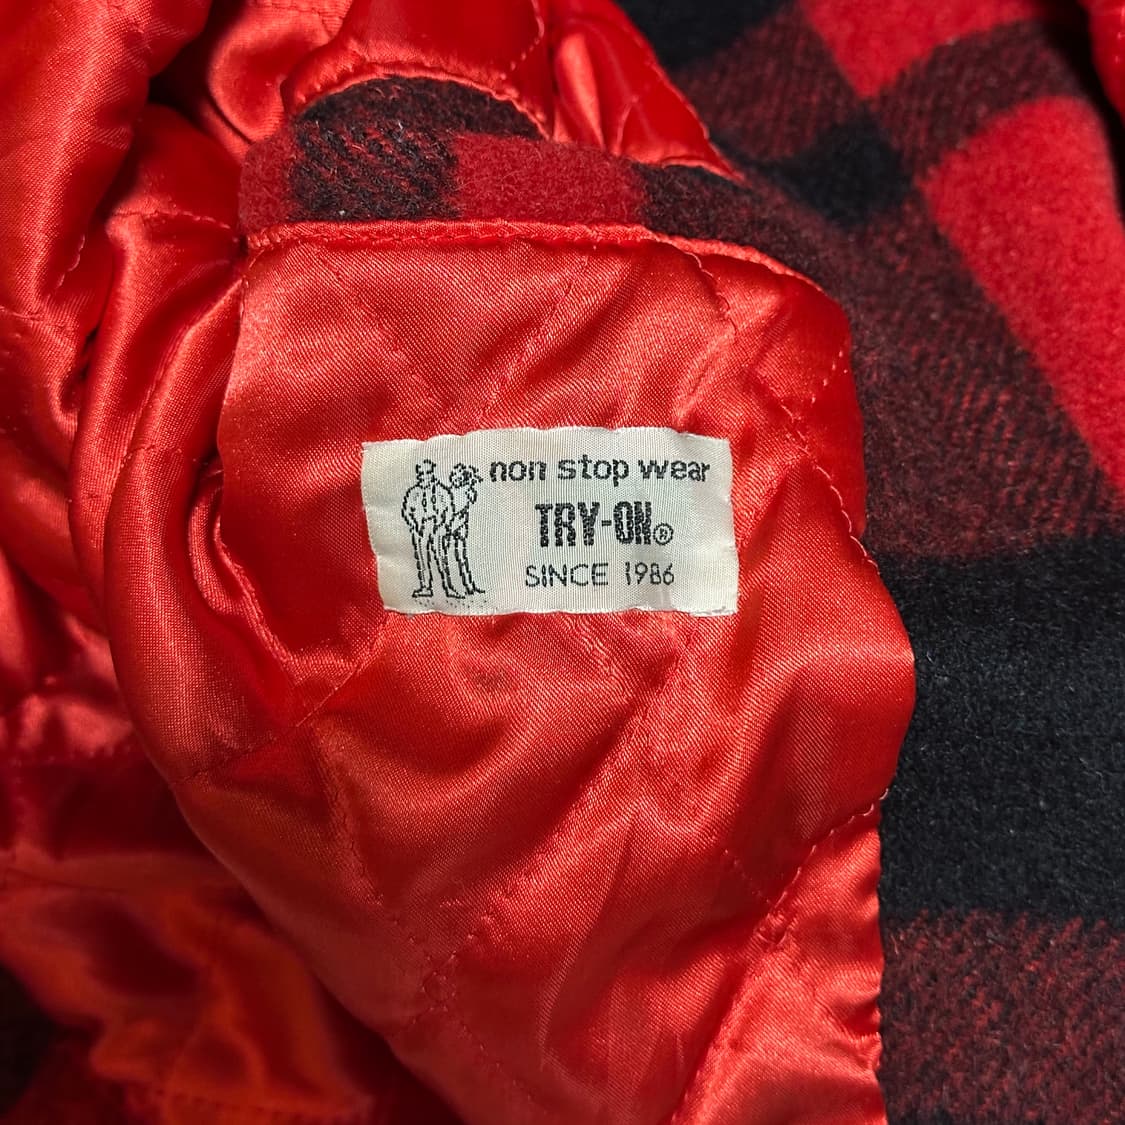 non stop wear
TRY-ON®
SINCE 1986